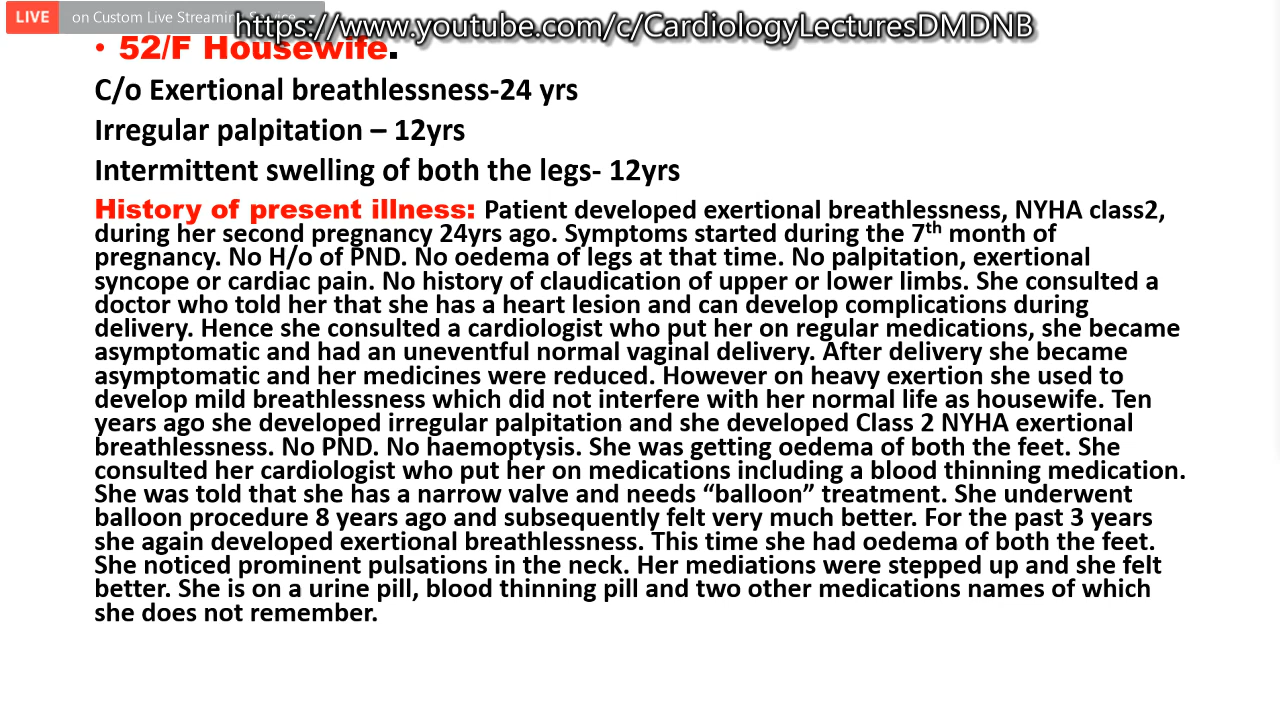 LIVE on Custom Live Streaming Service
https://www.youtube.com/c/CardiologyLecturesDMDNB
• 52/F Housewife.
C/o Exertional breathlessness-24 yrs
Irregular palpitation – 12yrs
Intermittent swelling of both the legs- 12yrs
History of present illness: Patient developed exertional breathlessness, NYHA class2,
during her second pregnancy 24yrs ago. Symptoms started during the 7th month of
pregnancy. No H/o of PND. No oedema of legs at that time. No palpitation, exertional
syncope or cardiac pain. No history of claudication of upper or lower limbs. She consulted a
doctor who told her that she has a heart lesion and can develop complications during
delivery. Hence she consulted a cardiologist who put her on regular medications, she became
asymptomatic and had an uneventful normal vaginal delivery. After delivery she became
asymptomatic and her medicines were reduced. However on heavy exertion she used to
develop mild breathlessness which did not interfere with her normal life as housewife. Ten
years ago she developed irregular palpitation and she developed Class 2 NYHA exertional
breathlessness. No PND. No haemoptysis. She was getting oedema of both the feet. She
consulted her cardiologist who put her on medications including a blood thinning medication.
She was told that she has a narrow valve and needs “balloon” treatment. She underwent
balloon procedure 8 years ago and subsequently felt very much better. For the past 3 years
she again developed exertional breathlessness. This time she had oedema of both the feet.
She noticed prominent pulsations in the neck. Her mediations were stepped up and she felt
better. She is on a urine pill, blood thinning pill and two other medications names of which
she does not remember.